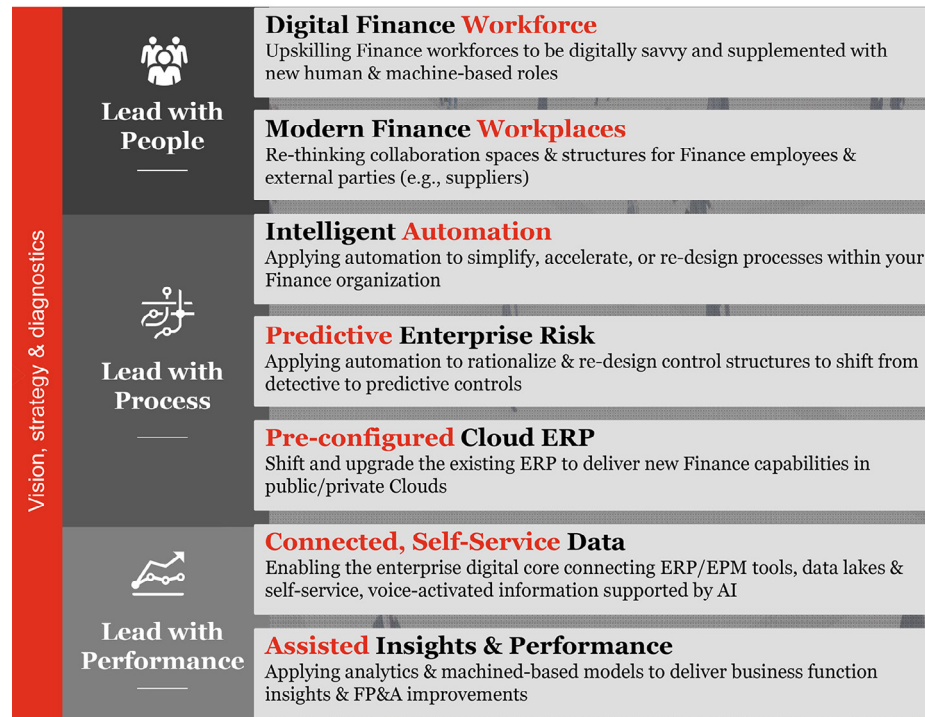 Vision, strategy & diagnostics
Lead with
People
Digital Finance Workforce
Upskilling Finance workforces to be digitally savvy and supplemented with
new human & machine-based roles
Modern Finance Workplaces
Re-thinking collaboration spaces & structures for Finance employees &
external parties (e.g., suppliers)
Lead with
Process
Intelligent Automation
Applying automation to simplify, accelerate, or re-design processes within your
Finance organization
Predictive Enterprise Risk
Applying automation to rationalize & re-design control structures to shift from
detective to predictive controls
Pre-configured Cloud ERP
Shift and upgrade the existing ERP to deliver new Finance capabilities in
public/private Clouds
Lead with
Performance
Connected, Self-Service Data
Enabling the enterprise digital core connecting ERP/EPM tools, data lakes &
self-service, voice-activated information supported by AI
Assisted Insights & Performance
Applying analytics & machined-based models to deliver business function
insights & FP&A improvements